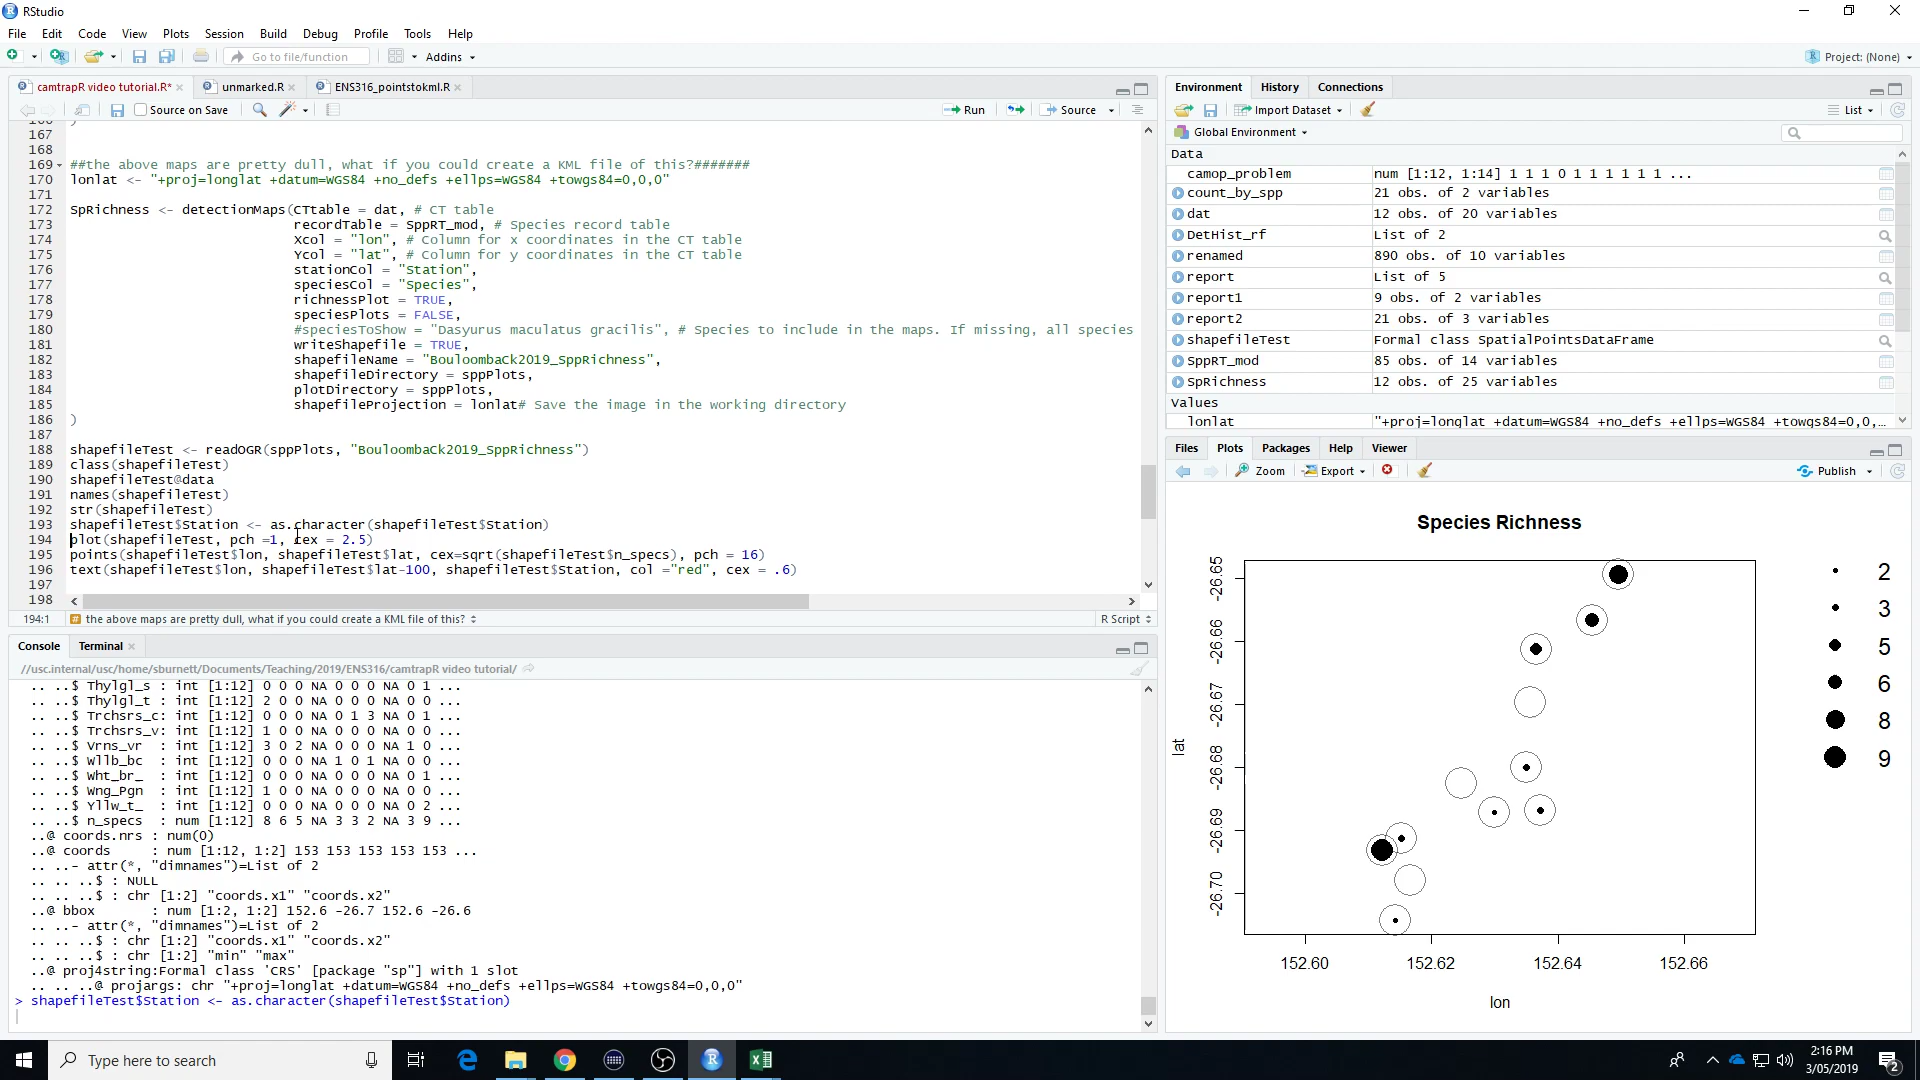 RStudio
File Edit Code View Plots Session Build Debug Profile Tools Help
Go to file/function Addins Project: (None)
camtrapR video tutorial.R* unmarked.R ENS316_pointstokml.R
Source on Save Run Source
167
168
169 ##the above maps are pretty dull, what if you could create a KML file of this?#######
170 lonlat <- "+proj=longlat +datum=WGS84 +no_defs +ellps=WGS84 +towgs84=0,0,0"
171
172 SpRichness <- detectionMaps(CTtable = dat, # CT table
173 recordTable = SppRT_mod, # Species record table
174 Xcol = "lon", # Column for x coordinates in the CT table
175 Ycol = "lat", # Column for y coordinates in the CT table
176 stationCol = "Station",
177 speciesCol = "Species",
178 richnessPlot = TRUE,
179 speciesPlots = FALSE,
180 #speciesToShow = "Dasyurus maculatus gracilis", # Species to include in the maps. If missing, all species
181 writeShapefile = TRUE,
182 shapefileName = "BouloombaCk2019_SppRichness",
183 shapefileDirectory = sppPlots,
184 plotDirectory = sppPlots,
185 shapefileProjection = lonlat# Save the image in the working directory
186 )
187
188 shapefileTest <- readOGR(sppPlots, "BouloombaCk2019_SppRichness")
189 class(shapefileTest)
190 shapefileTest@data
191 names(shapefileTest)
192 str(shapefileTest)
193 shapefileTest$Station <- as.character(shapefileTest$Station)
194 plot(shapefileTest, pch =1, cex = 2.5)
195 points(shapefileTest$lon, shapefileTest$lat, cex=sqrt(shapefileTest$n_specs), pch = 16)
196 text(shapefileTest$lon, shapefileTest$lat-100, shapefileTest$Station, col ="red", cex = .6)
197
198
194:1 # the above maps are pretty dull, what if you could create a KML file of this? R Script
Console Terminal
//usc.internal/usc/home/sburnett/Documents/Teaching/2019/ENS316/camtrapR video tutorial/
.. ..$ Thylgl_s : int [1:12] 0 0 0 NA 0 0 0 NA 0 1 ...
.. ..$ Thylgl_t : int [1:12] 2 0 0 NA 0 0 0 NA 0 0 ...
.. ..$ Trchsrs_c: int [1:12] 0 0 0 NA 0 1 3 NA 0 1 ...
.. ..$ Trchsrs_v: int [1:12] 1 0 0 NA 0 0 0 NA 0 0 ...
.. ..$ Vrns_vr : int [1:12] 3 0 2 NA 0 0 0 NA 1 0 ...
.. ..$ Wllb_bc : int [1:12] 0 0 0 NA 1 0 1 NA 0 0 ...
.. ..$ Wht_br_ : int [1:12] 0 0 0 NA 0 0 0 NA 0 1 ...
.. ..$ Wng_Pgn : int [1:12] 1 0 0 NA 0 0 0 NA 0 0 ...
.. ..$ Yllw_t_ : int [1:12] 0 0 0 NA 0 0 0 NA 0 2 ...
.. ..$ n_specs : num [1:12] 8 6 5 NA 3 3 2 NA 3 9 ...
..@ coords.nrs : num(0)
..@ coords : num [1:12, 1:2] 153 153 153 153 153 ...
.. ..- attr(*, "dimnames")=List of 2
.. .. ..$ : NULL
.. .. ..$ : chr [1:2] "coords.x1" "coords.x2"
..@ bbox : num [1:2, 1:2] 152.6 -26.7 152.6 -26.6
.. ..- attr(*, "dimnames")=List of 2
.. .. ..$ : chr [1:2] "coords.x1" "coords.x2"
.. .. ..$ : chr [1:2] "min" "max"
..@ proj4string:Formal class 'CRS' [package "sp"] with 1 slot
.. .. ..@ projargs: chr "+proj=longlat +datum=WGS84 +no_defs +ellps=WGS84 +towgs84=0,0,0"
> shapefileTest$Station <- as.character(shapefileTest$Station)
Environment History Connections
Import Dataset List
Global Environment
Data
camop_problem num [1:12, 1:14] 1 1 1 0 1 1 1 1 1 1 ...
count_by_spp 21 obs. of 2 variables
dat 12 obs. of 20 variables
DetHist_rf List of 2
renamed 890 obs. of 10 variables
report List of 5
report1 9 obs. of 2 variables
report2 21 obs. of 3 variables
shapefileTest Formal class SpatialPointsDataFrame
SppRT_mod 85 obs. of 14 variables
SpRichness 12 obs. of 25 variables
Values
lonlat "+proj=longlat +datum=WGS84 +no_defs +ellps=WGS84 +towgs84=0,0,…
Files Plots Packages Help Viewer
Zoom Export Publish
Species Richness
-26.65
-26.66
-26.67
-26.68
-26.69
-26.70
lat
2
3
5
6
8
9
152.60 152.62 152.64 152.66
lon
Type here to search
2:16 PM
3/05/2019
2